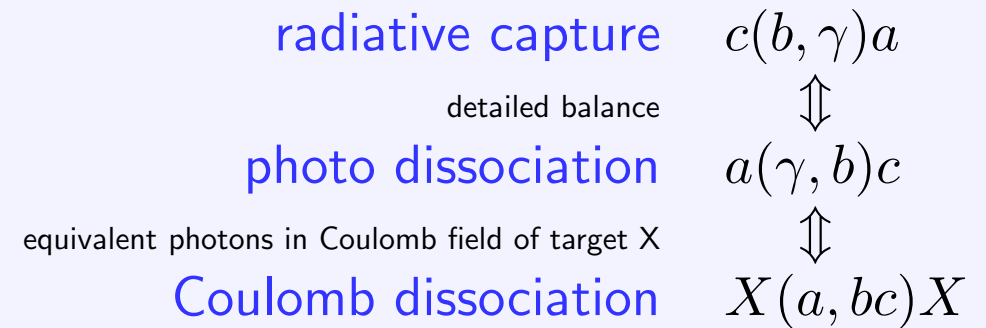 radiative capture c(b, γ)a
detailed balance ⇕
photo dissociation a(γ, b)c
equivalent photons in Coulomb field of target X ⇕
Coulomb dissociation X(a, bc)X